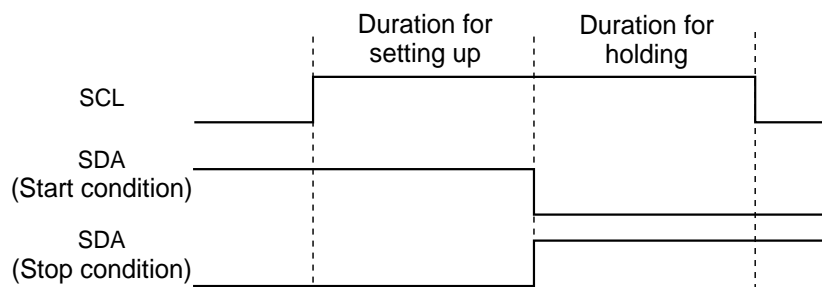 Duration for
setting up
Duration for
holding
SCL
SDA
(Start condition)
SDA
(Stop condition)